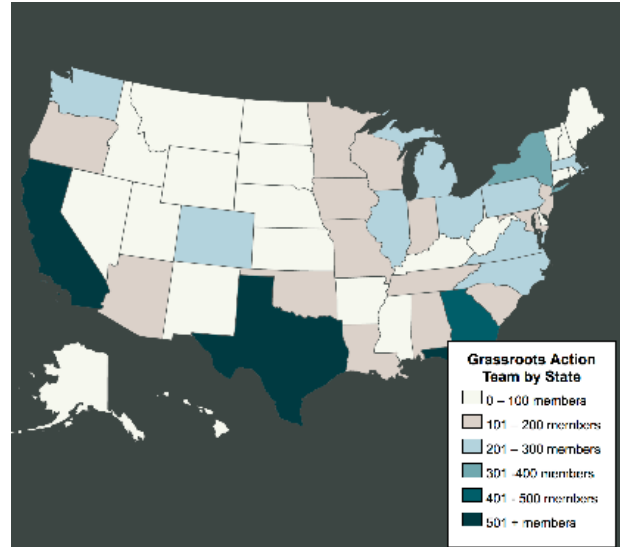 Grassroots Action
Team by State
0 – 100 members
101 – 200 members
201 – 300 members
301 -400 members
401 - 500 members
501 + members